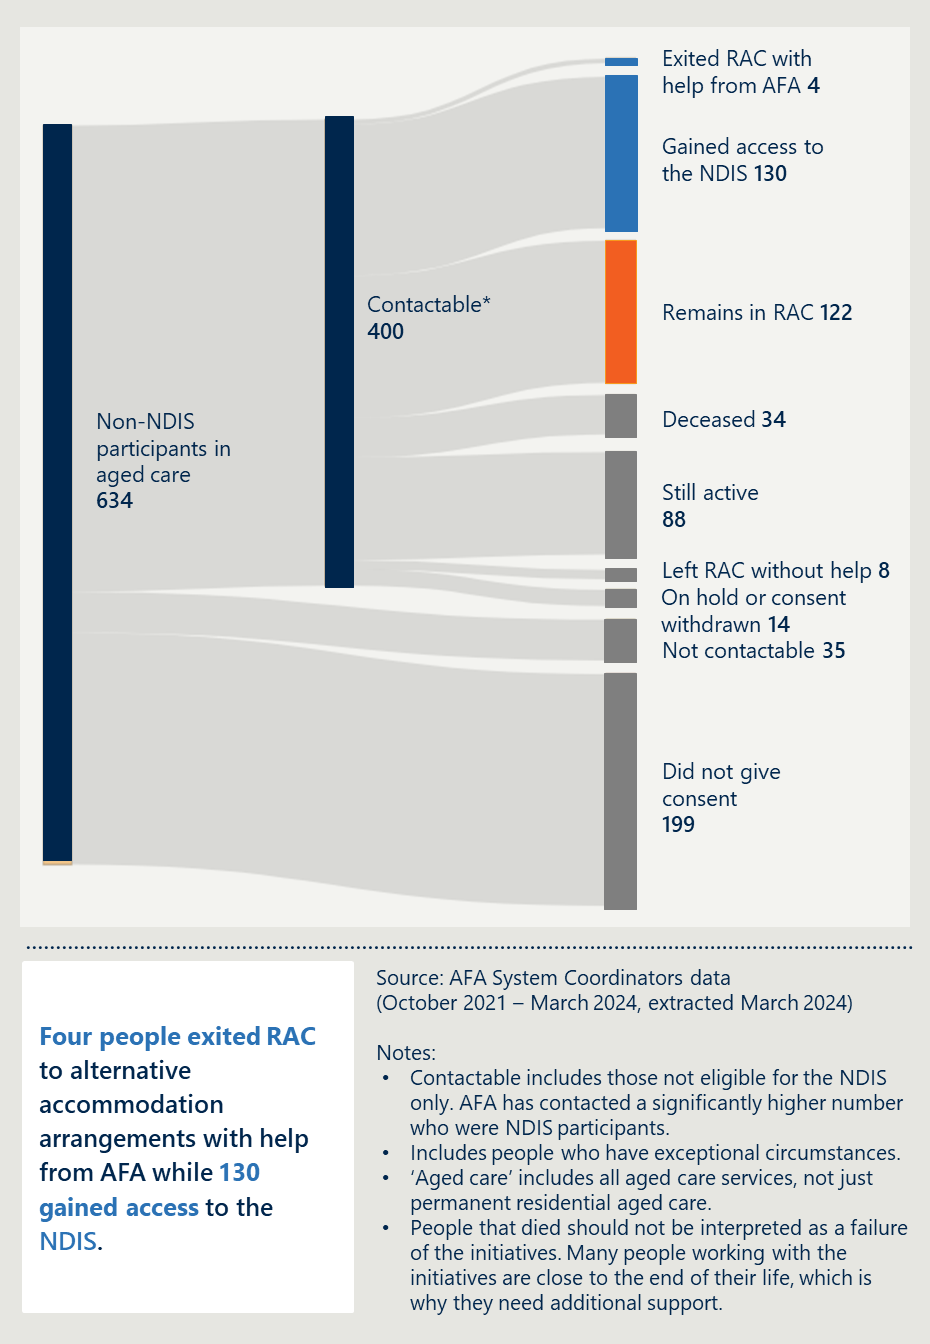 Exited RAC with
help from AFA 4
Gained access to
the NDIS 130
Contactable*
400
Remains in RAC 122
Non-NDIS
participants in
aged care
634
Deceased 34
Still active
88
Left RAC without help 8
On hold or consent
withdrawn 14
Not contactable 35
Did not give
consent
199
Four people exited RAC
to alternative
accommodation
arrangements with help
from AFA while 130
gained access to the
NDIS.
Source: AFA System Coordinators data
(October 2021 – March 2024, extracted March 2024)
Notes:
• Contactable includes those not eligible for the NDIS
only. AFA has contacted a significantly higher number
who were NDIS participants.
• Includes people who have exceptional circumstances.
• ‘Aged care’ includes all aged care services, not just
permanent residential aged care.
• People that died should not be interpreted as a failure
of the initiatives. Many people working with the
initiatives are close to the end of their life, which is
why they need additional support.